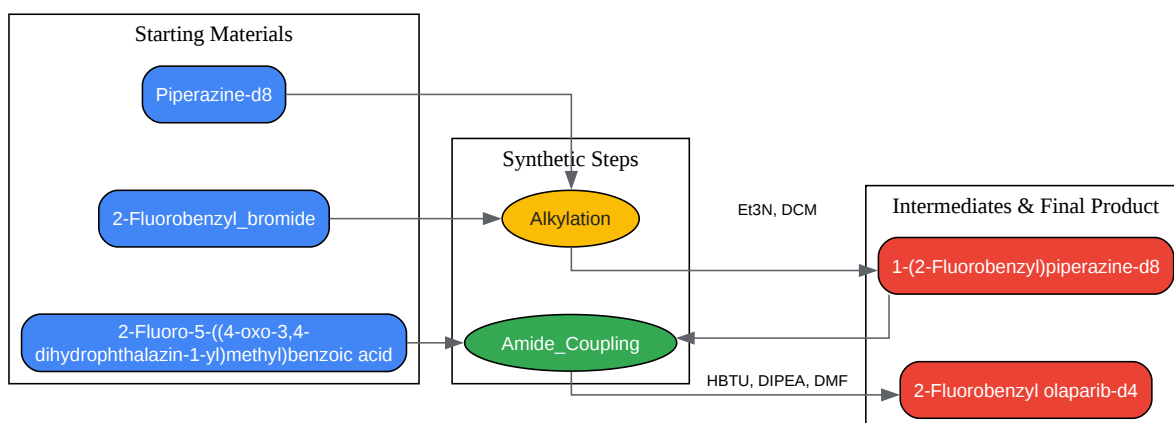 Starting Materials
Piperazine-d8
2-Fluorobenzyl_bromide
2-Fluoro-5-((4-oxo-3,4-
dihydrophthalazin-1-yl)methyl)benzoic acid
Synthetic Steps
Alkylation
Amide_Coupling
Et3N, DCM
HBTU, DIPEA, DMF
Intermediates & Final Product
1-(2-Fluorobenzyl)piperazine-d8
2-Fluorobenzyl olaparib-d4